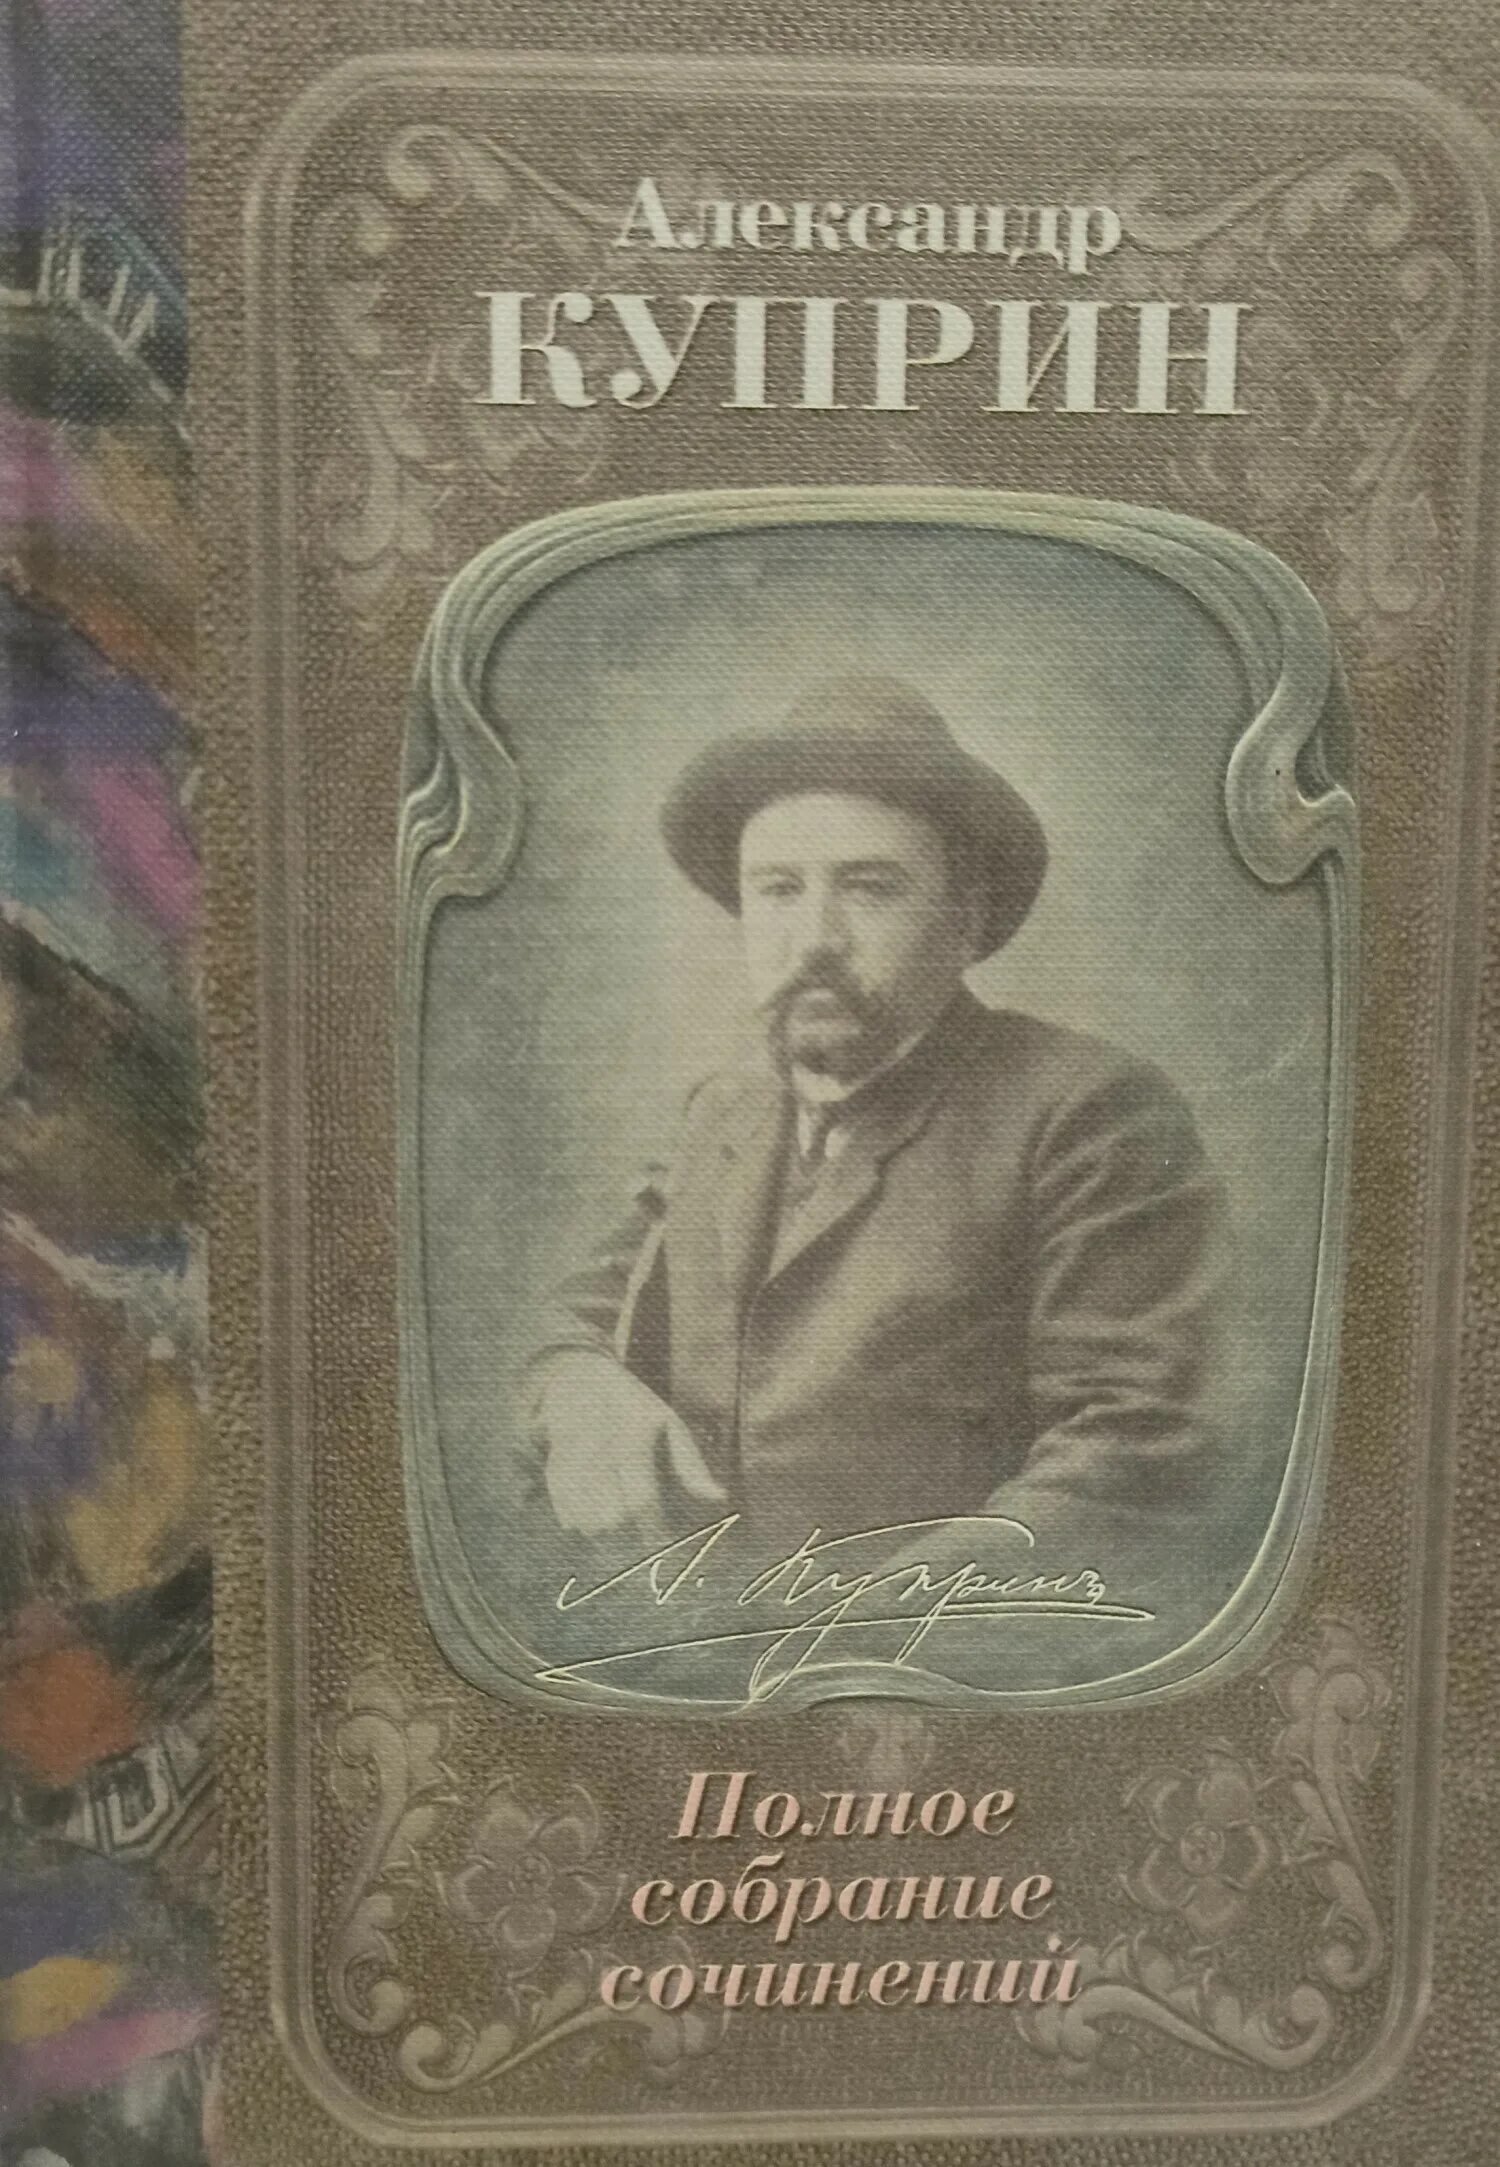 Александр
КУПРИН
А. Купринъ
Полное
собрание
сочинений